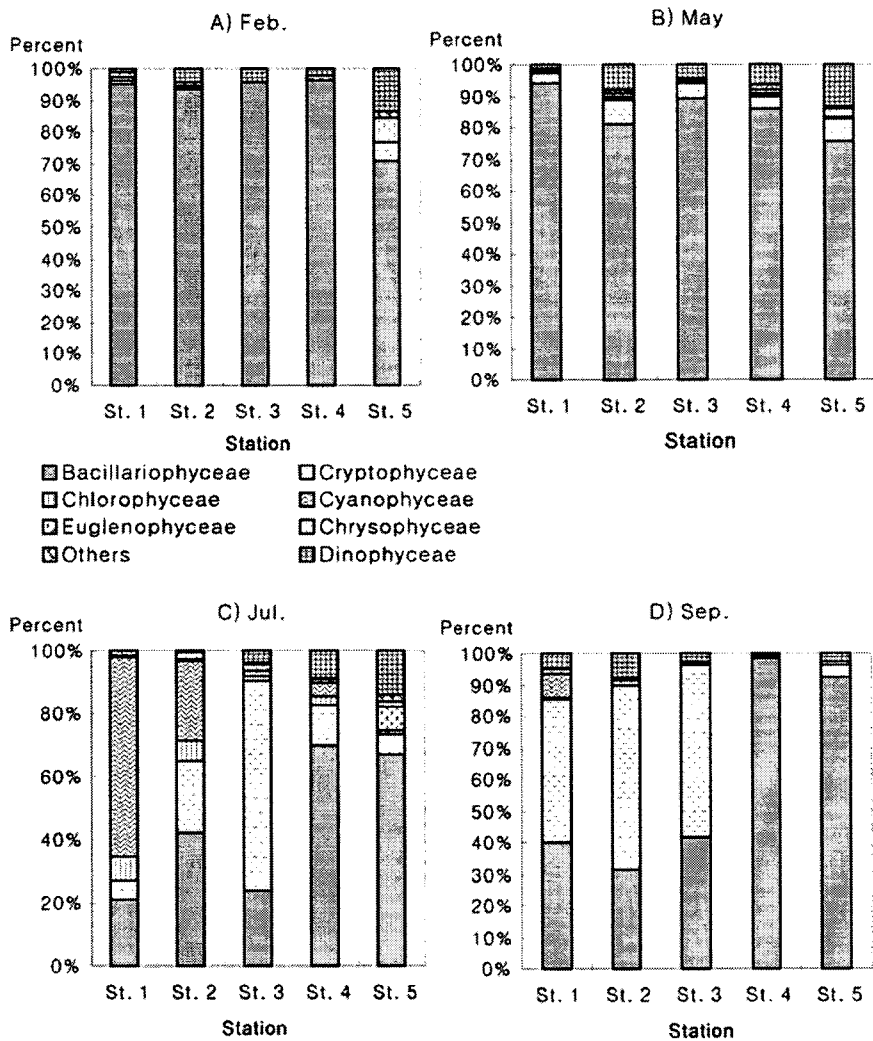 A) Feb.
Percent
100%
90%
80%
70%
60%
50%
40%
30%
20%
10%
0%
St. 1 St. 2 St. 3 St. 4 St. 5
Station
B) May
Percent
100%
90%
80%
70%
60%
50%
40%
30%
20%
10%
0%
St. 1 St. 2 St. 3 St. 4 St. 5
Station
Bacillariophyceae Cryptophyceae
Chlorophyceae Cyanophyceae
Euglenophyceae Chrysophyceae
Others Dinophyceae
C) Jul.
Percent
100%
80%
60%
40%
20%
0%
St. 1 St. 2 St. 3 St. 4 St. 5
Station
D) Sep.
Percent
100%
90%
80%
70%
60%
50%
40%
30%
20%
10%
0%
St. 1 St. 2 St. 3 St. 4 St. 5
Station